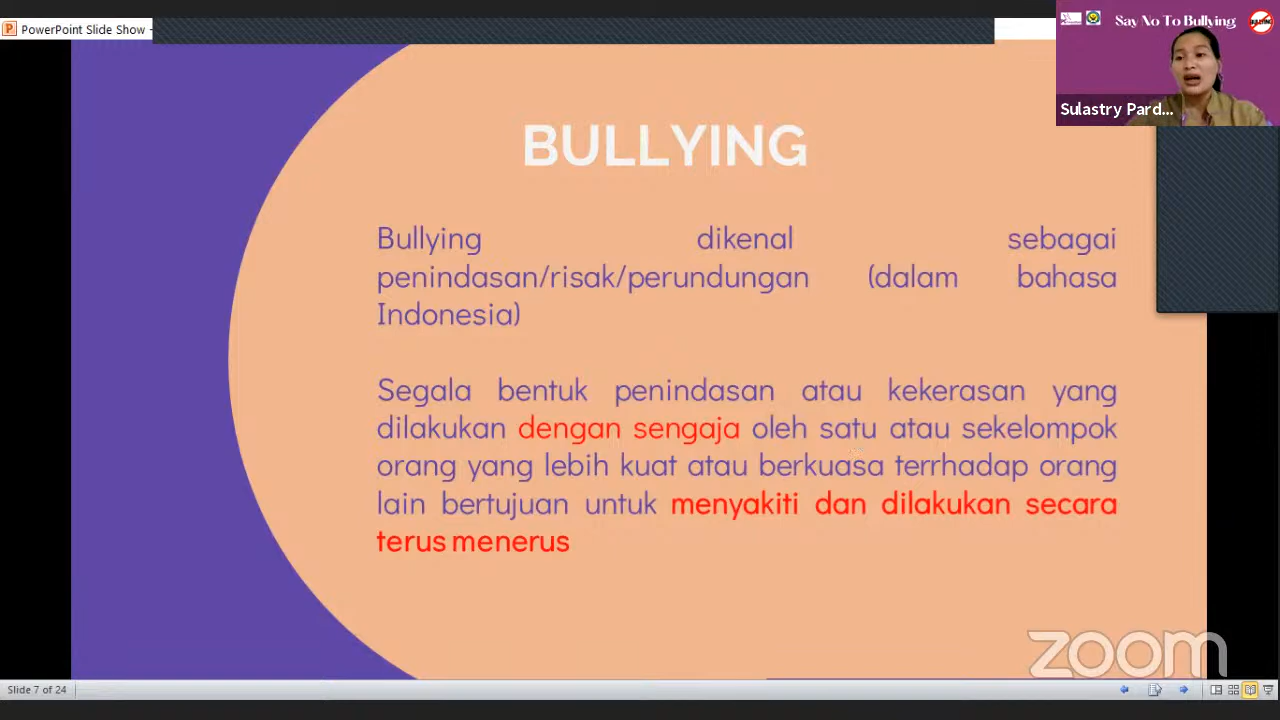 PowerPoint Slide Show -
Say No To Bullying
Sulastry Pard...
BULLYING
Bullying dikenal sebagai
penindasan/risak/perundungan (dalam bahasa
Indonesia)
Segala bentuk penindasan atau kekerasan yang
dilakukan dengan sengaja oleh satu atau sekelompok
orang yang lebih kuat atau berkuasa terrhadap orang
lain bertujuan untuk menyakiti dan dilakukan secara
terus menerus
zoom
Slide 7 of 24